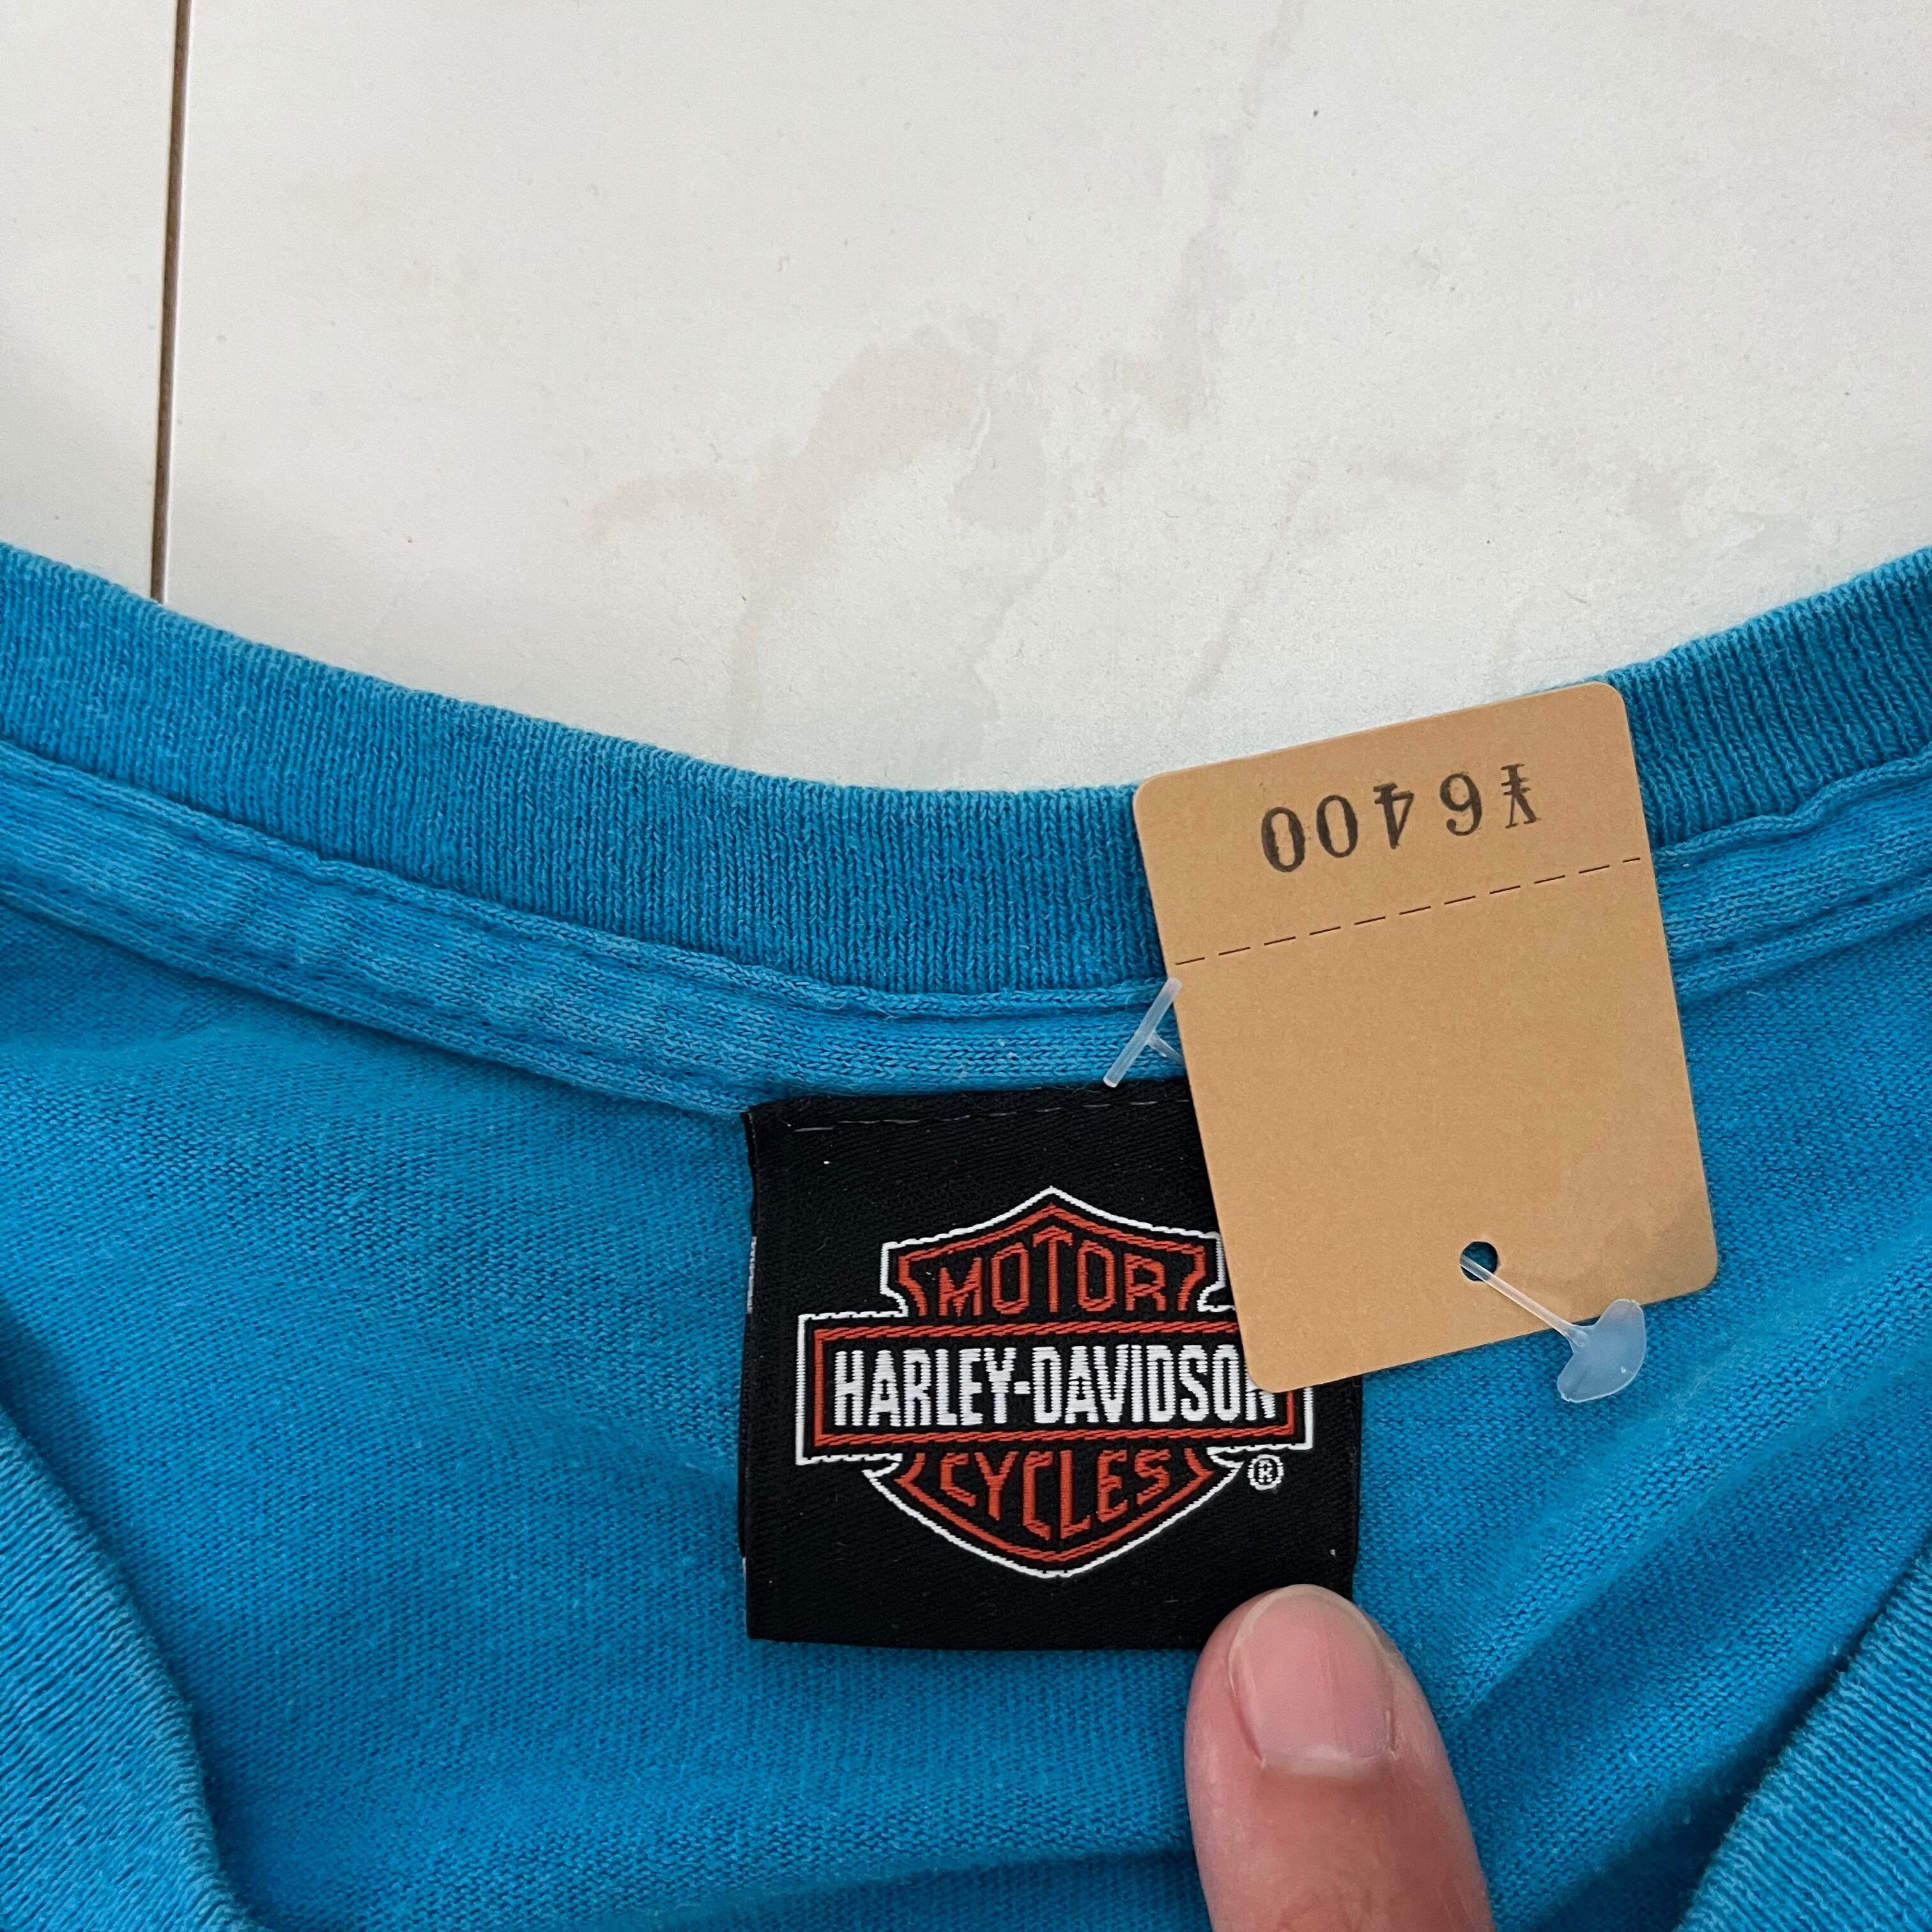 ¥6400
MOTOR
HARLEY-DAVIDSON
CYCLES
®